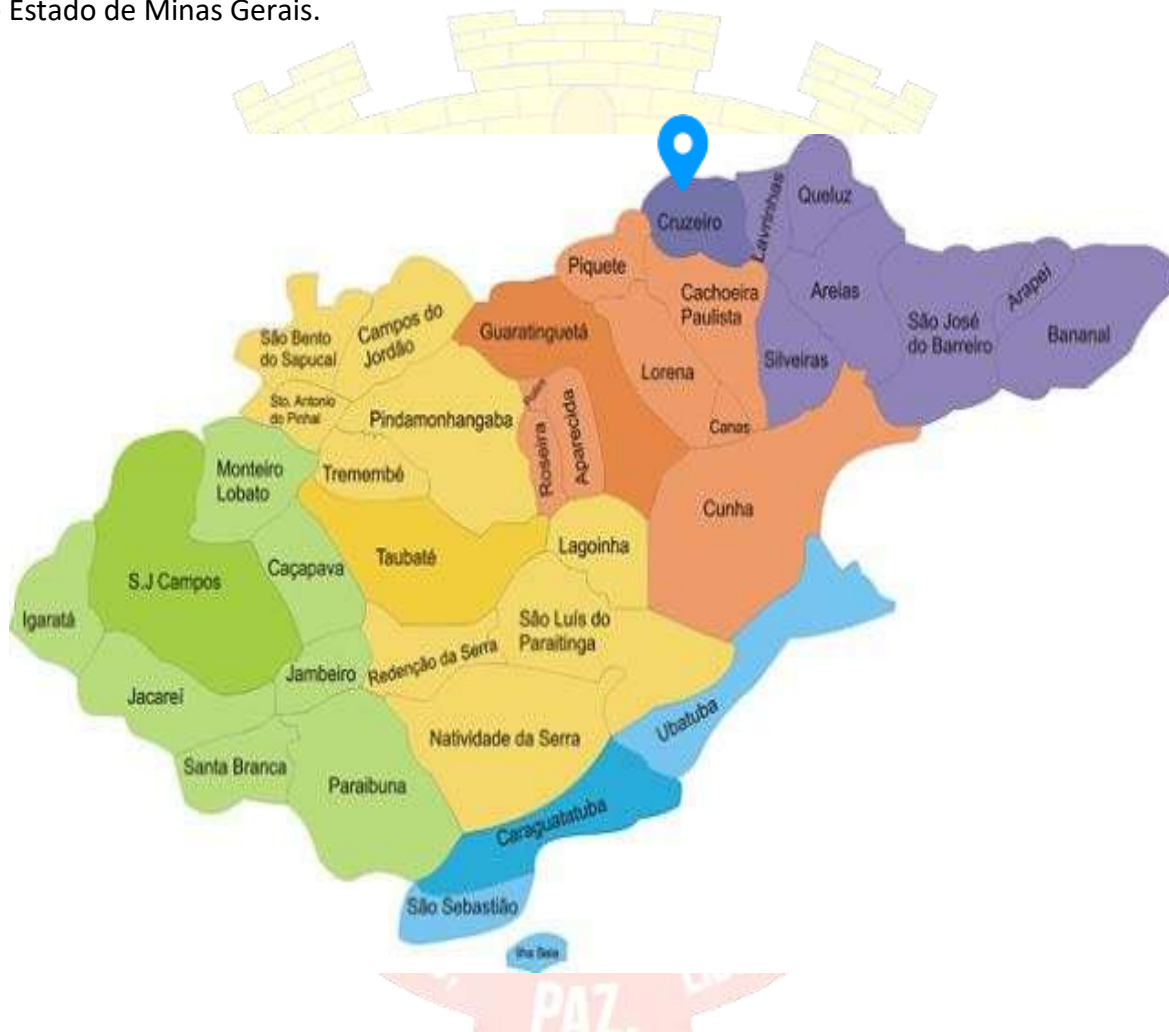 Estado de Minas Gerais.
Cruzeiro
Lavrinhas
Queluz
Piquete
Cachoeira
Paulista
Areias
São José
do Barreiro
Arapeí
Bananal
São Bento
do Sapucaí
Campos do
Jordão
Guaratinguetá
Lorena
Silveiras
Sto. Antonio
do Pinhal
Pindamonhangaba
Roseira
Aparecida
Canas
Monteiro
Lobato
Tremembé
Cunha
Taubaté
Lagoinha
S.J Campos
Caçapava
Igaratá
São Luís do
Paraitinga
Redenção da Serra
Jambeiro
Jacareí
Ubatuba
Natividade da Serra
Santa Branca
Paraibuna
Caraguatatuba
São Sebastião
Ilha Bela
PAZ,